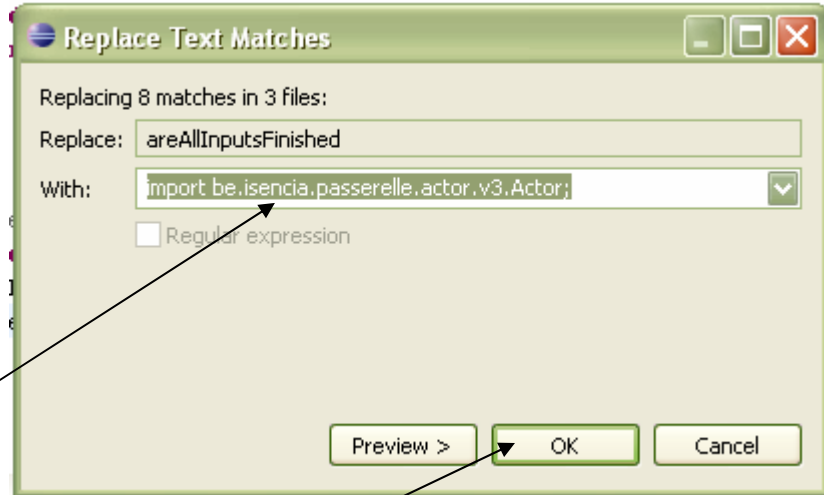 Replace Text Matches
Replacing 8 matches in 3 files:
Replace: areAllInputsFinished
With: import be.isencia.passerelle.actor.v3.Actor;
Regular expression
Preview > OK Cancel